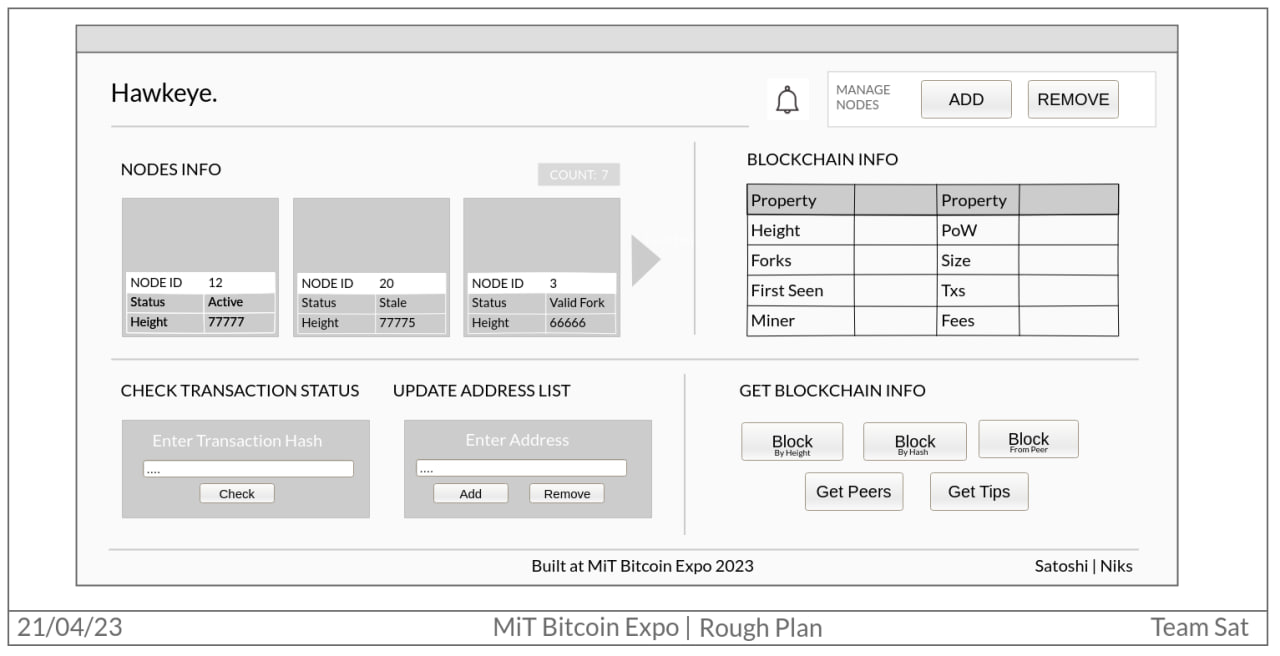 Hawkeye.
MANAGE
NODES
ADD
REMOVE
NODES INFO
COUNT: 7
NODE ID 12
Status Active
Height 77777
NODE ID 20
Status Stale
Height 77775
NODE ID 3
Status Valid Fork
Height 66666
BLOCKCHAIN INFO
Property Property
Height PoW
Forks Size
First Seen Txs
Miner Fees
CHECK TRANSACTION STATUS
Enter Transaction Hash
....
Check
UPDATE ADDRESS LIST
Enter Address
....
Add Remove
GET BLOCKCHAIN INFO
Block
By Height
Block
By Hash
Block
From Peer
Get Peers
Get Tips
Built at MiT Bitcoin Expo 2023
Satoshi | Niks
21/04/23
MiT Bitcoin Expo | Rough Plan
Team Sat